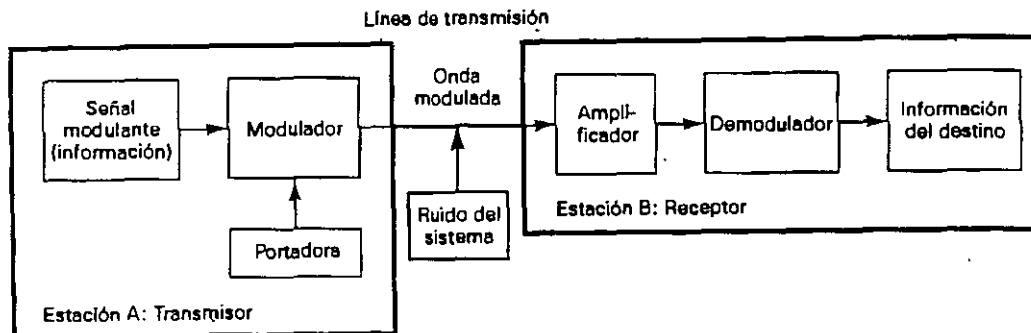 Línea de transmisión
Señal
modulante
(información)
Modulador
Portadora
Estación A: Transmisor
Onda
modulada
Ruido del
sistema
Ampli-
ficador
Demodulador
Información
del destino
Estación B: Receptor